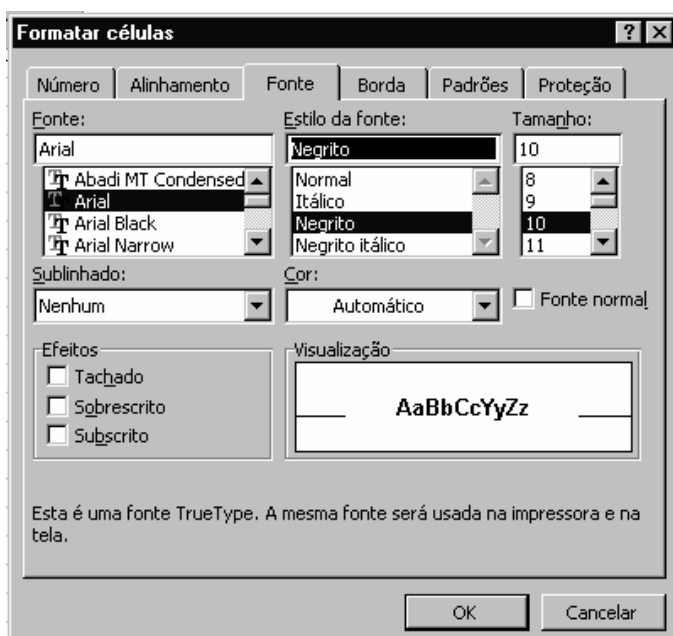 Formatar células
Número Alinhamento Fonte Borda Padrões Proteção
Fonte: Estilo da fonte: Tamanho:
Arial Negrito 10
Abadi MT Condensed Normal 8
Arial Itálico 9
Arial Black Negrito 10
Arial Narrow Negrito itálico 11
Sublinhado: Cor:
Nenhum Automático Fonte normal
Efeitos Visualização
Tachado
Sobrescrito AaBbCcYyZz
Subscrito
Esta é uma fonte TrueType. A mesma fonte será usada na impressora e na
tela.
OK Cancelar